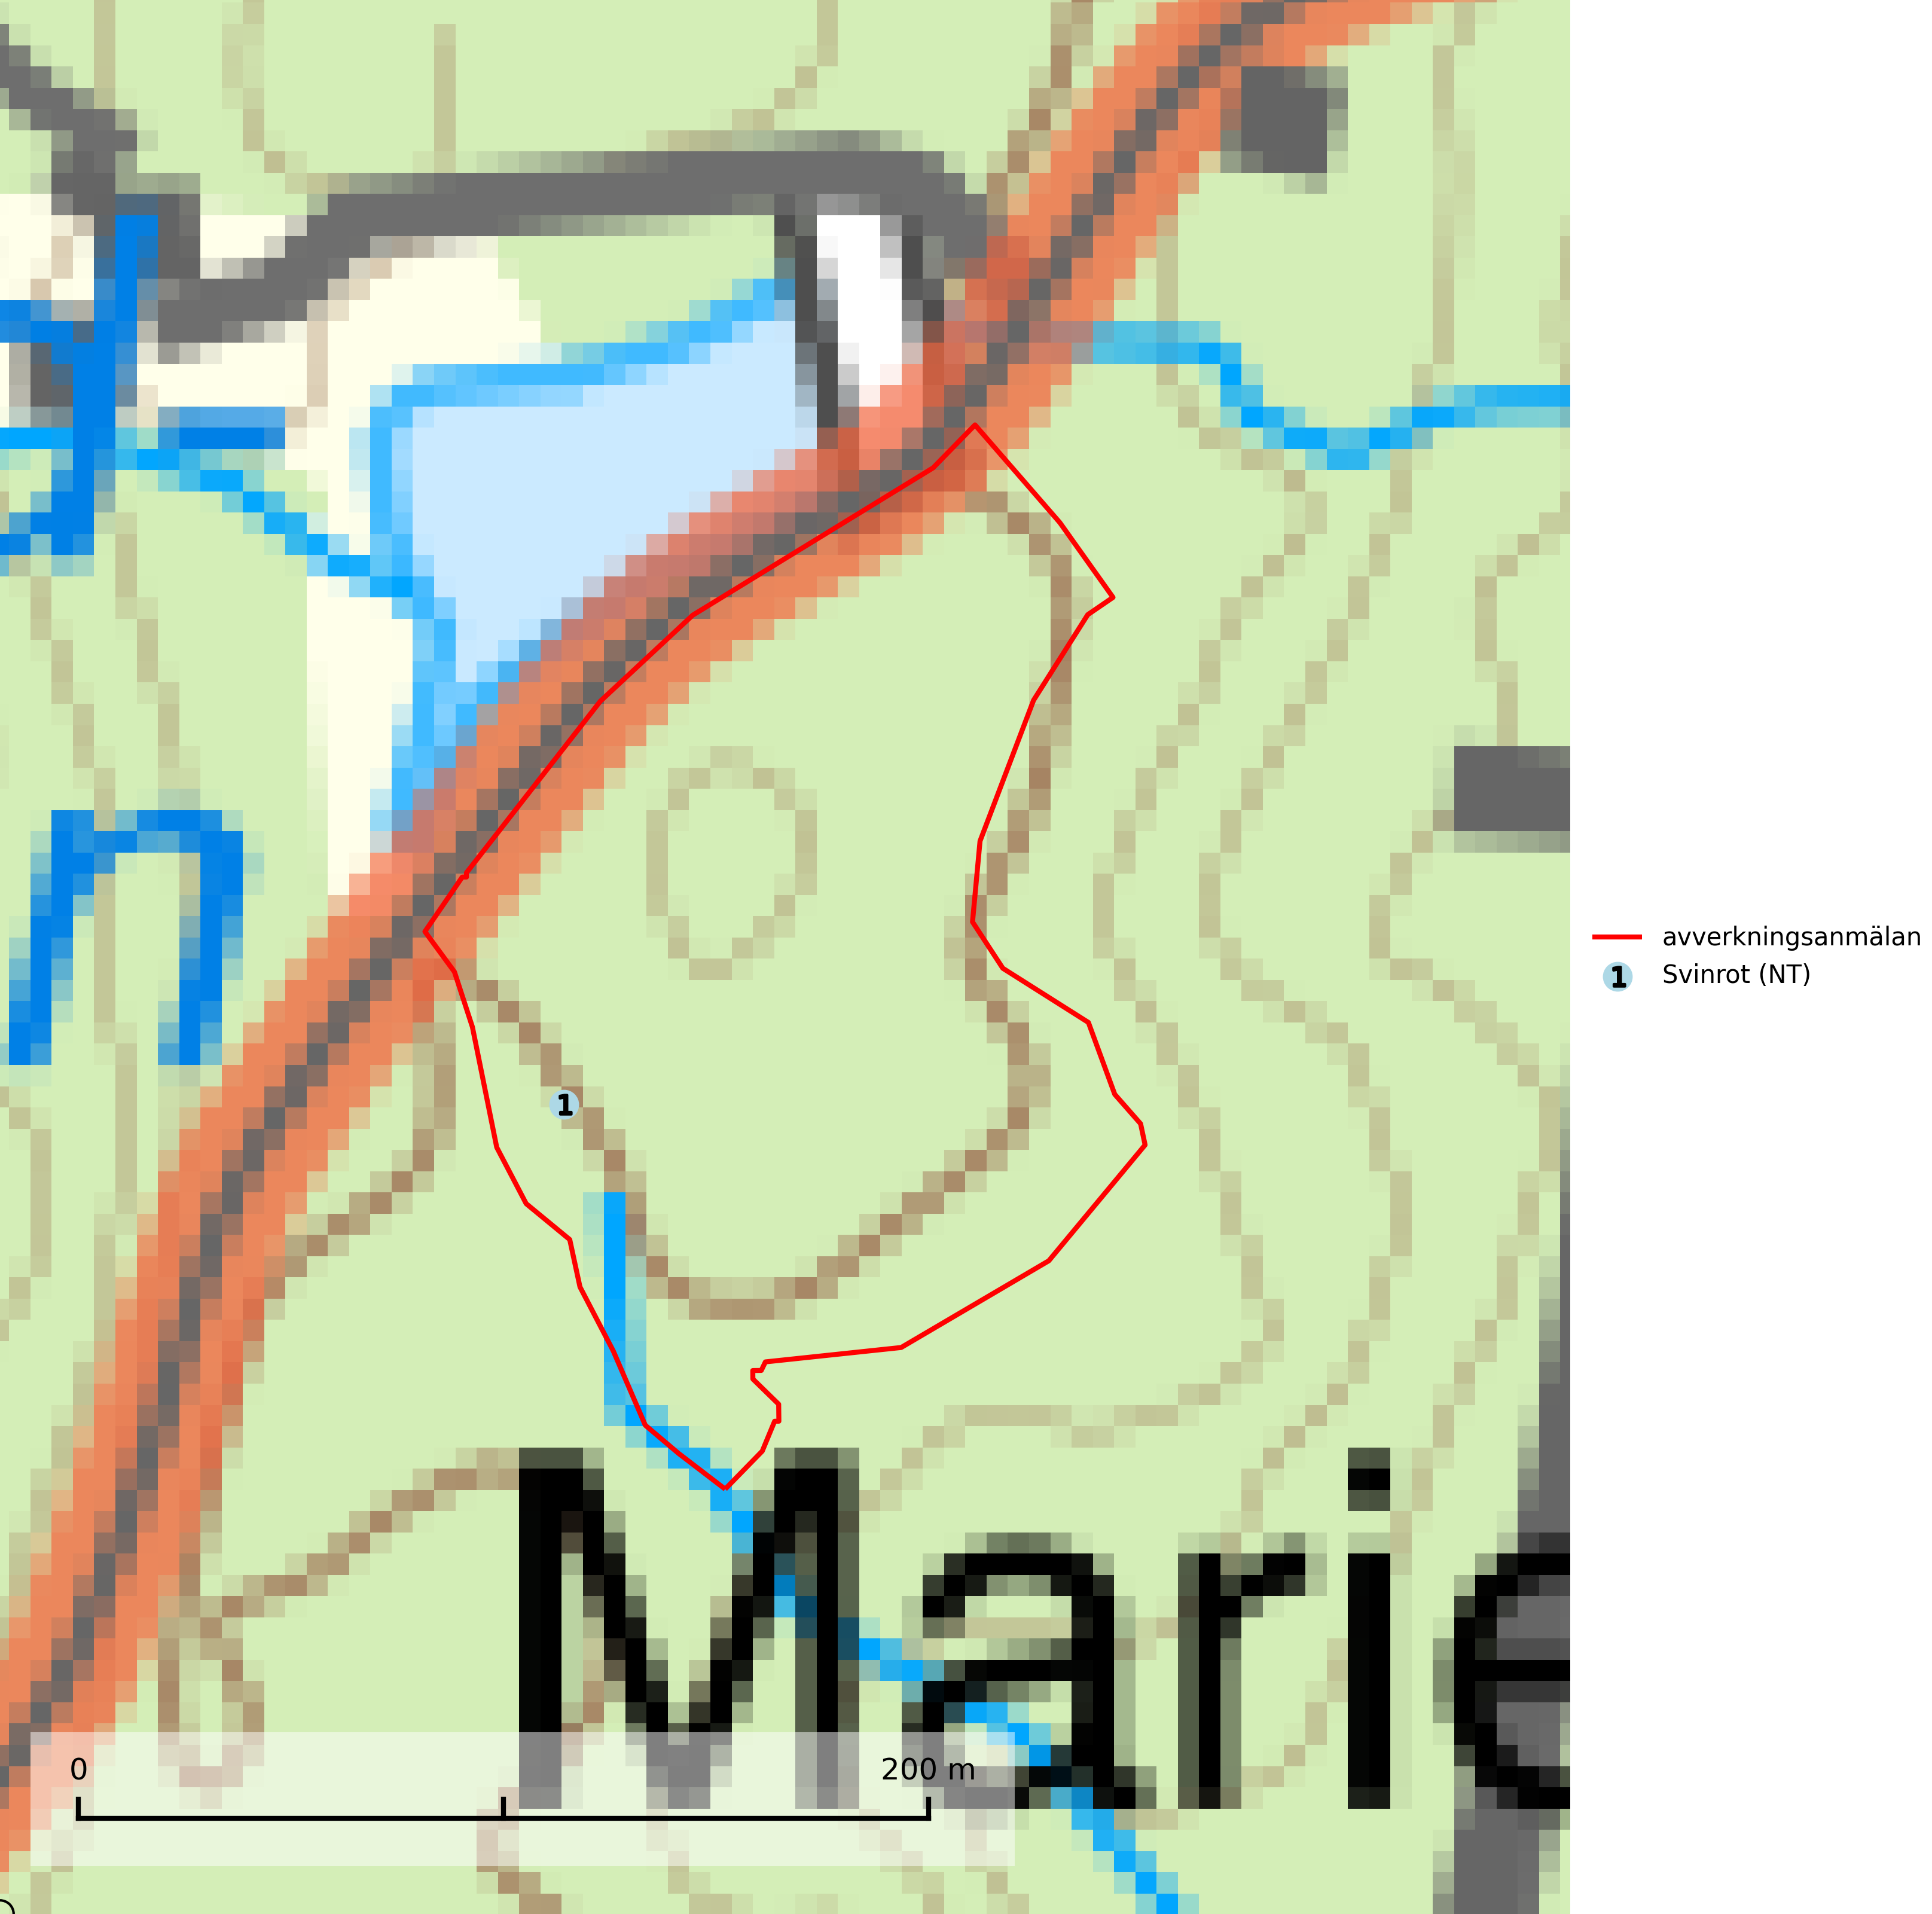 avverkningsanmälan
1 Svinrot (NT)
1
Marie
0 200 m